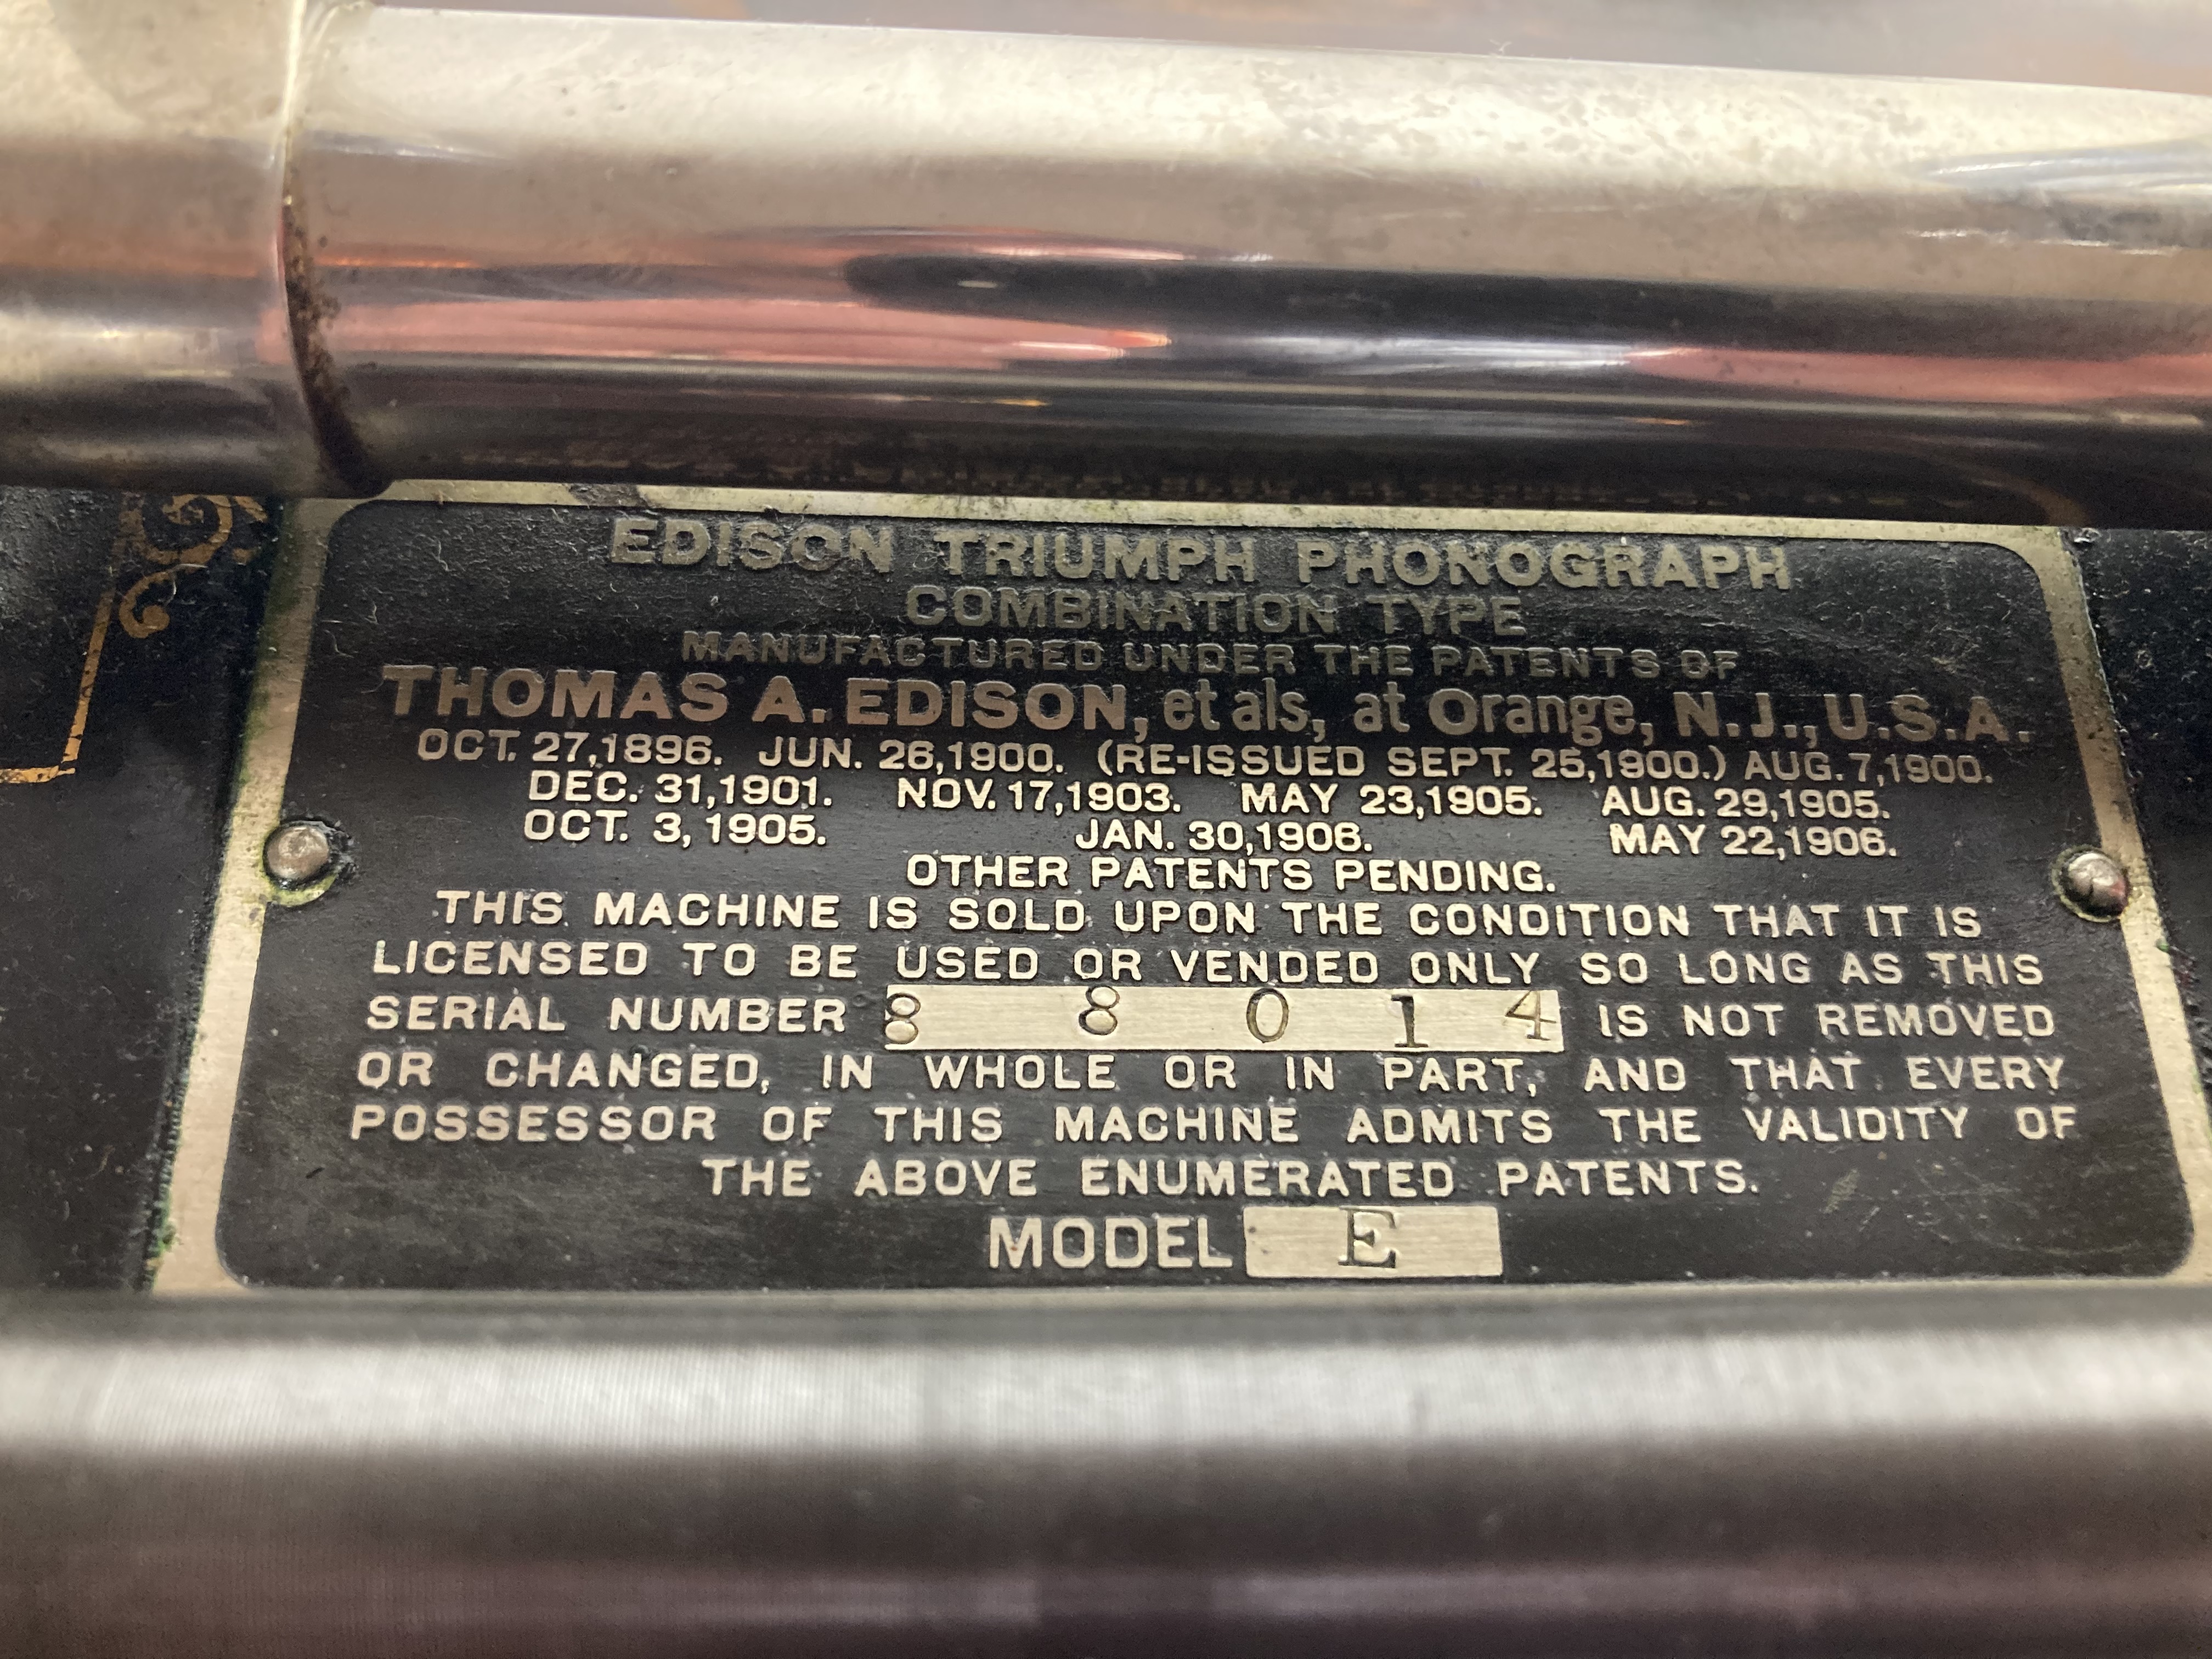 EDISON TRIUMPH PHONOGRAPH
COMBINATION TYPE
MANUFACTURED UNDER THE PATENTS OF
THOMAS A. EDISON, et als, at Orange, N.J., U.S.A.
OCT. 27,1896. JUN. 26,1900. (RE-ISSUED SEPT. 25,1900.) AUG. 7,1900.
DEC. 31,1901. NOV. 17,1903. MAY 23,1905. AUG. 29,1905.
OCT. 3, 1905. JAN. 30,1906. MAY 22,1906.
OTHER PATENTS PENDING.
THIS MACHINE IS SOLD UPON THE CONDITION THAT IT IS
LICENSED TO BE USED OR VENDED ONLY SO LONG AS THIS
SERIAL NUMBER 8 8 0 1 4 IS NOT REMOVED
OR CHANGED, IN WHOLE OR IN PART, AND THAT EVERY
POSSESSOR OF THIS MACHINE ADMITS THE VALIDITY OF
THE ABOVE ENUMERATED PATENTS.
MODEL E